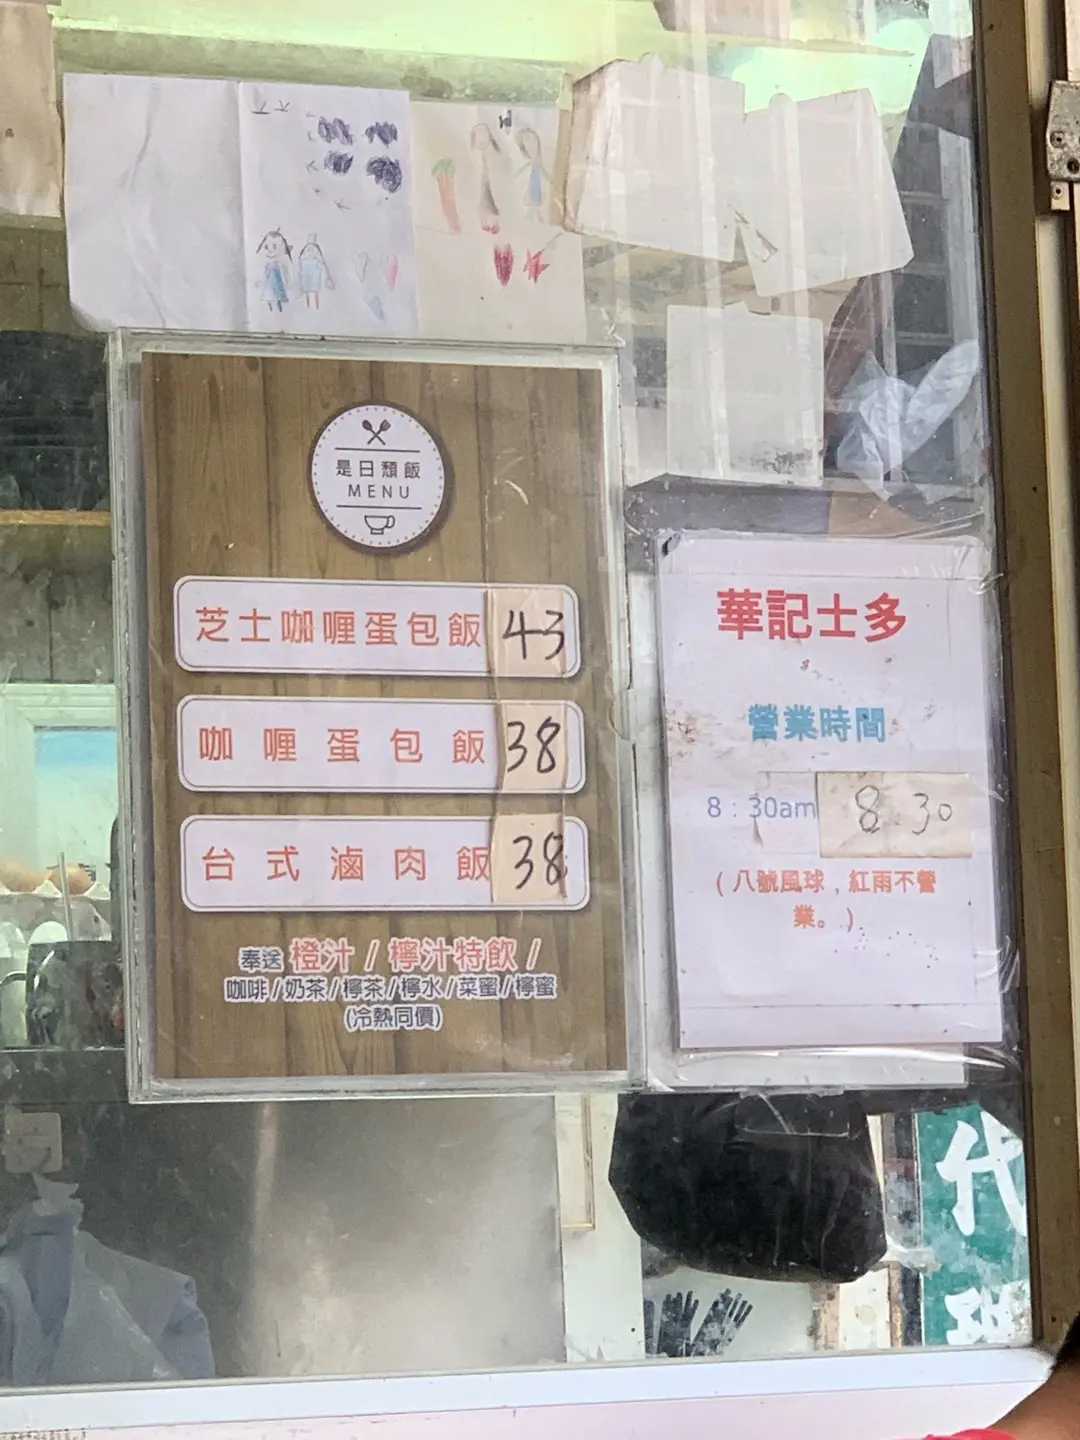 是日頹飯
MENU
芝士咖喱蛋包飯 43
咖喱蛋包飯 38
台式滷肉飯 38
奉送 橙汁 / 檸汁特飲 /
咖啡/奶茶/檸茶/檸水/菜蜜/檸蜜
(冷熱同價)
華記士多
營業時間
8:30am 8.30
(八號風球,紅雨不營
業。)
代